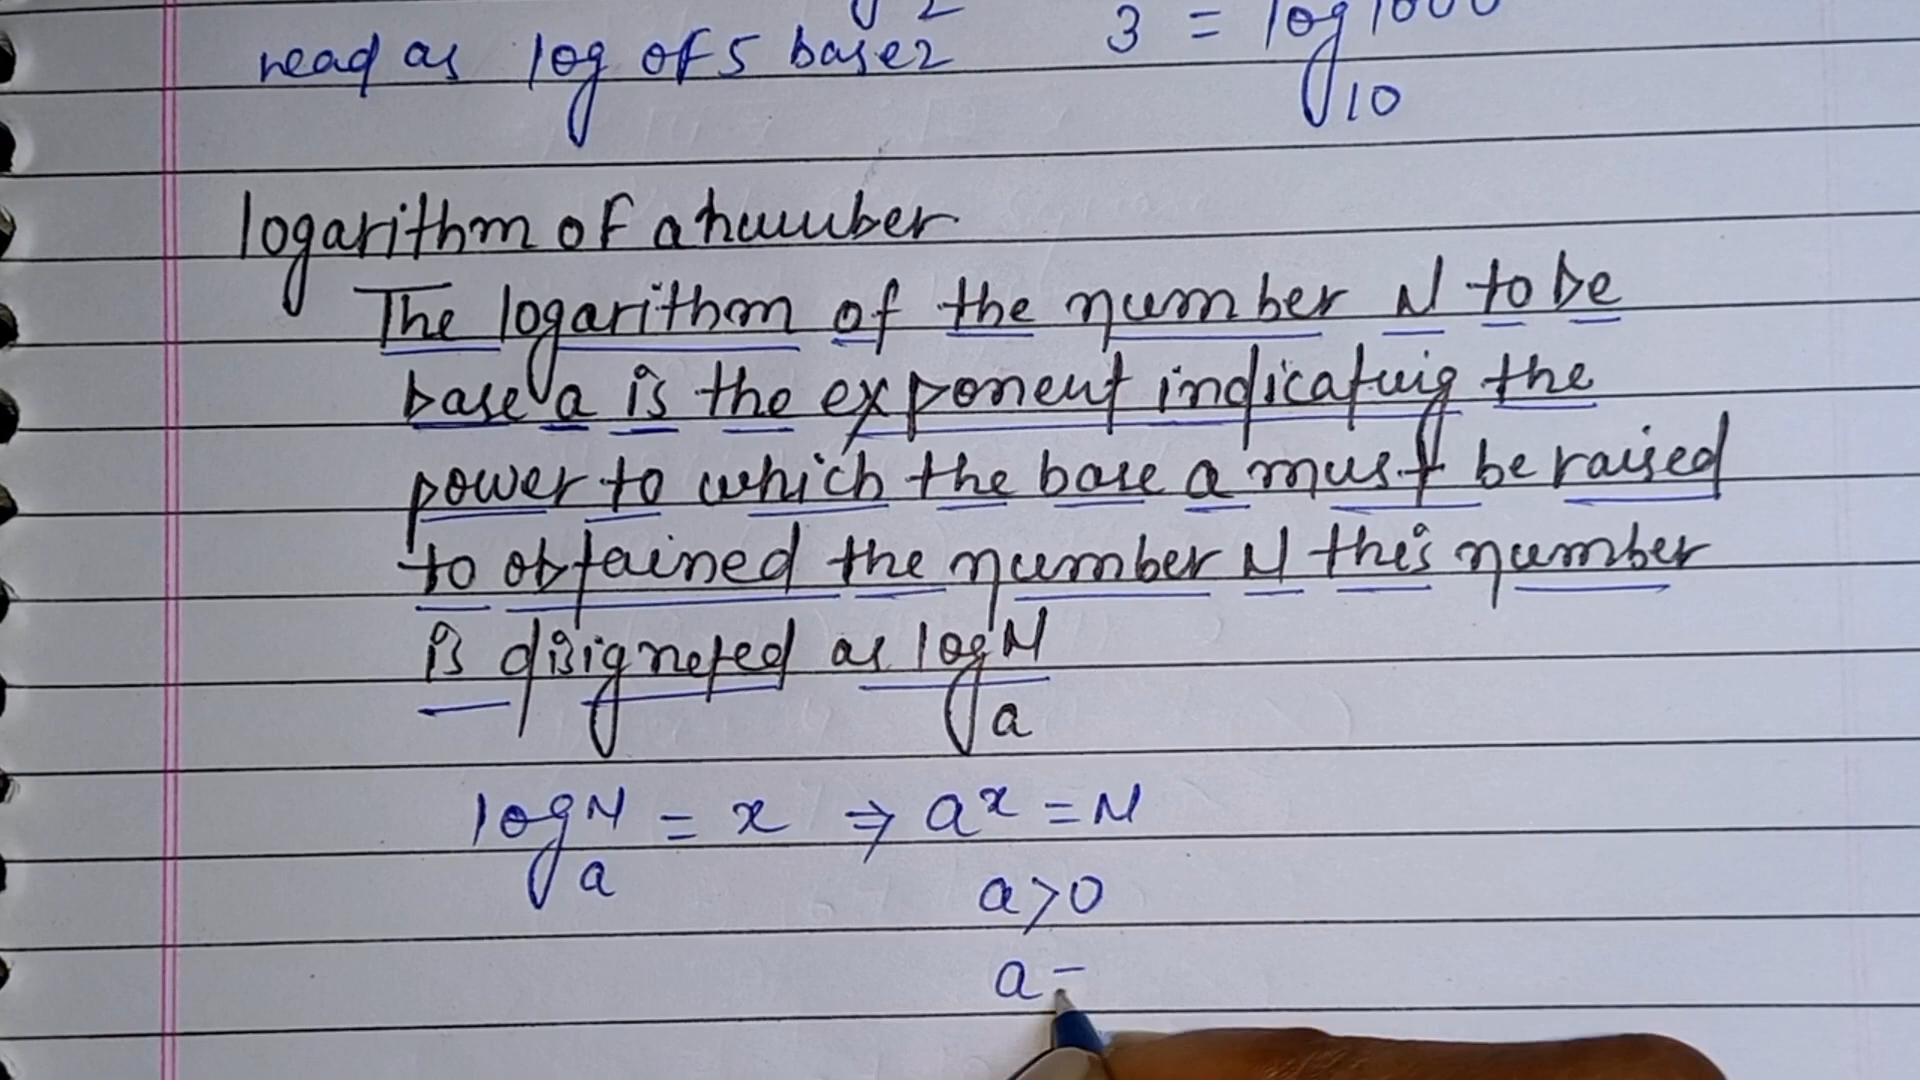 read as log of 5 base 2 3 = log 1000
10
logarithm of a number
The logarithm of the number N to be
base a is the exponent indicating the
power to which the base a must be raised
to obtained the number N this number
is disigneted as log N
a
log N = x ⇒ a^x = N
a
a>0
a -